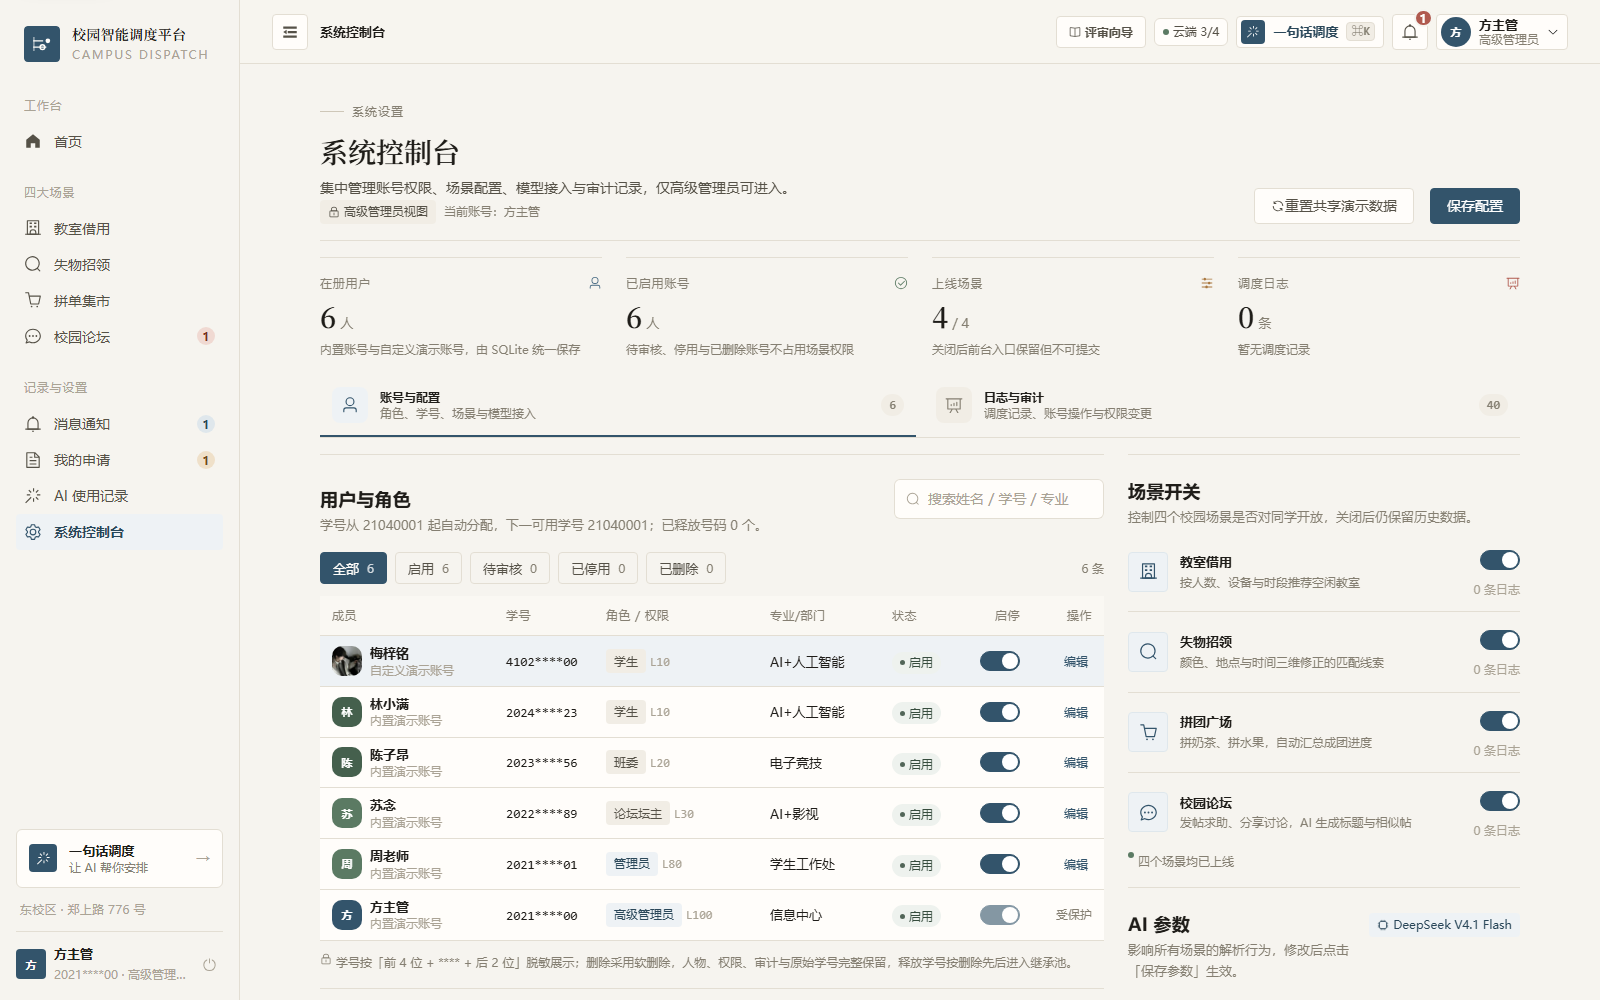 校园智能调度平台
CAMPUS DISPATCH
工作台
首页
四大场景
教室借用
失物招领
拼单集市
校园论坛 1
记录与设置
消息通知 1
我的申请 1
AI 使用记录
系统控制台
一句话调度
让 AI 帮你安排 →
东校区 · 郑上路 776 号
方 方主管
2021****00 · 高级管理...
系统控制台
评审向导
云端 3/4
一句话调度 ⌘K
1
方 方主管
高级管理员
系统设置
系统控制台
集中管理账号权限、场景配置、模型接入与审计记录，仅高级管理员可进入。
高级管理员视图 当前账号：方主管
重置共享演示数据
保存配置
在册用户
6 人
内置账号与自定义演示账号，由 SQLite 统一保存
已启用账号
6 人
待审核、停用与已删除账号不占用场景权限
上线场景
4 / 4
关闭后前台入口保留但不可提交
调度日志
0 条
暂无调度记录
账号与配置
角色、学号、场景与模型接入
6
日志与审计
调度记录、账号操作与权限变更
40
用户与角色
学号从 21040001 起自动分配，下一可用学号 21040001；已释放号码 0 个。
搜索姓名 / 学号 / 专业
全部 6 启用 6 待审核 0 已停用 0 已删除 0 6 条
成员 学号 角色 / 权限 专业/部门 状态 启停 操作
梅梓铭
自定义演示账号
4102****00 学生 L10 AI+人工智能 启用 编辑
林 林小满
内置演示账号
2024****23 学生 L10 AI+人工智能 启用 编辑
陈 陈子昂
内置演示账号
2023****56 班委 L20 电子竞技 启用 编辑
苏 苏念
内置演示账号
2022****89 论坛坛主 L30 AI+影视 启用 编辑
周 周老师
内置演示账号
2021****01 管理员 L80 学生工作处 启用 编辑
方 方主管
内置演示账号
2021****00 高级管理员 L100 信息中心 启用 受保护
学号按「前 4 位 + **** + 后 2 位」脱敏展示；删除采用软删除，人物、权限、审计与原始学号完整保留，释放学号按删除先后进入继承池。
场景开关
控制四个校园场景是否对同学开放，关闭后仍保留历史数据。
教室借用
按人数、设备与时段推荐空闲教室
0 条日志
失物招领
颜色、地点与时间三维修正的匹配线索
0 条日志
拼团广场
拼奶茶、拼水果，自动汇总成团进度
0 条日志
校园论坛
发帖求助、分享讨论，AI 生成标题与相似帖
0 条日志
四个场景均已上线
AI 参数
DeepSeek V4.1 Flash
影响所有场景的解析行为，修改后点击
「保存参数」生效。